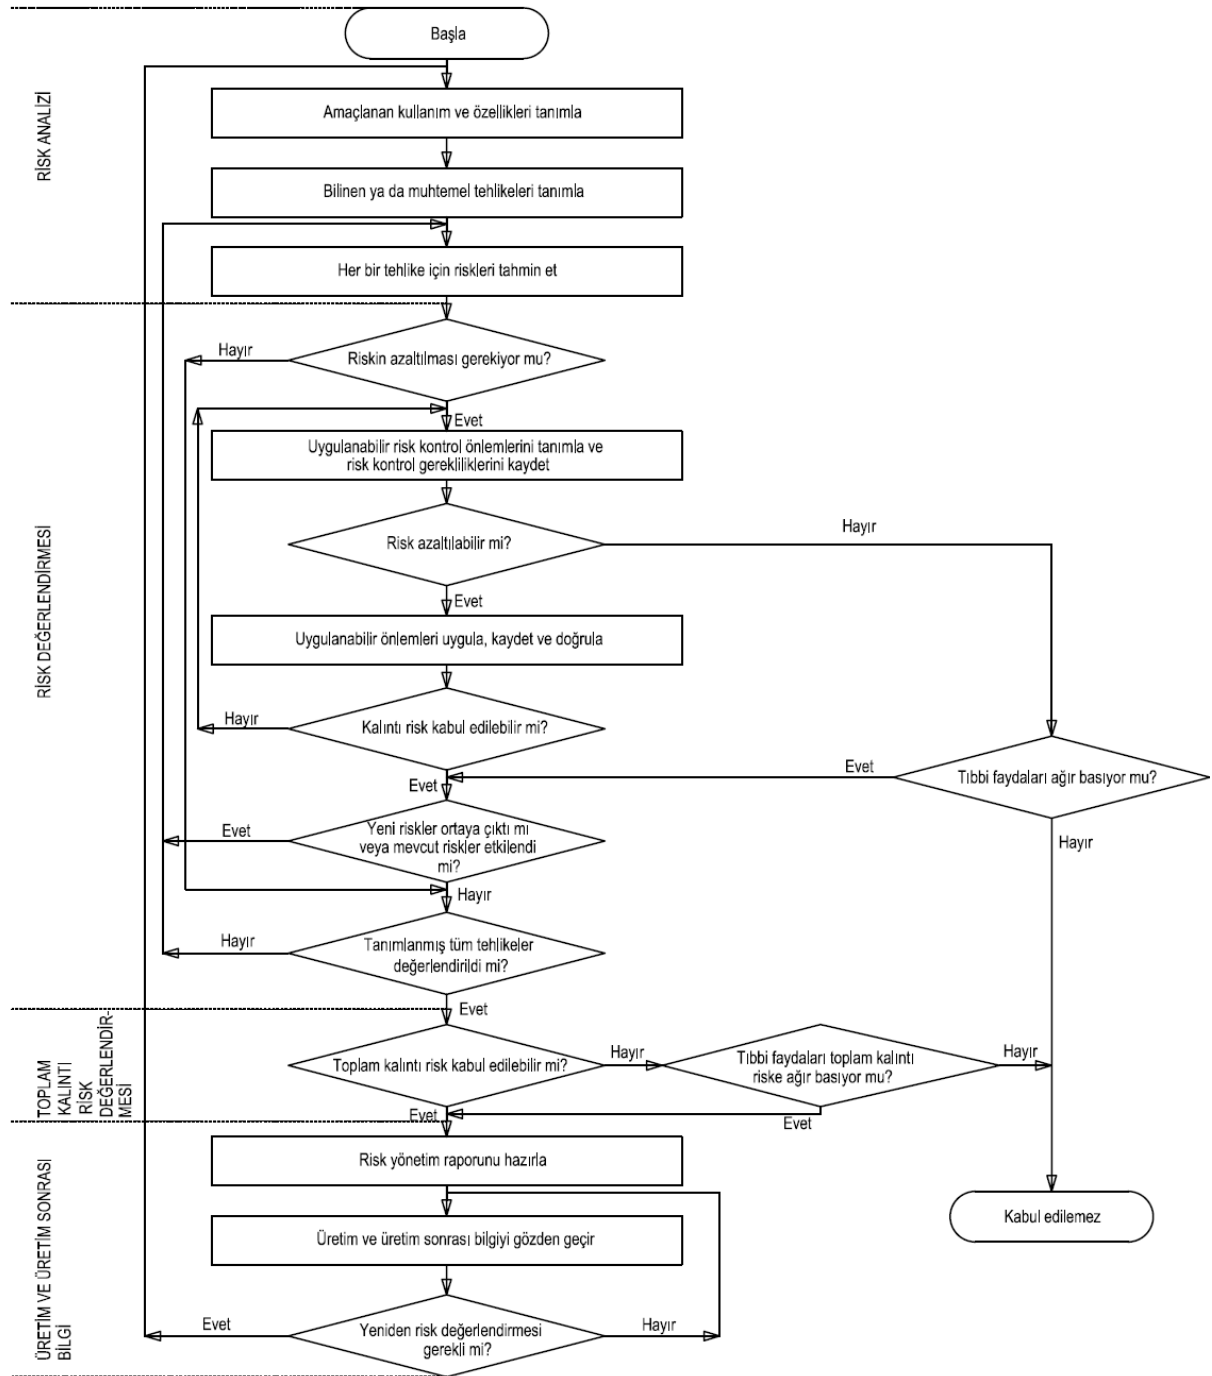 Başla
RİSK ANALİZİ
Amaçlanan kullanım ve özellikleri tanımla
Bilinen ya da muhtemel tehlikeleri tanımla
Her bir tehlike için riskleri tahmin et
Hayır
Riskin azaltılması gerekiyor mu?
Evet
Uygulanabilir risk kontrol önlemlerini tanımla ve
risk kontrol gerekliliklerini kaydet
RİSK DEĞERLENDİRMESİ
Risk azaltılabilir mi?
Hayır
Evet
Uygulanabilir önlemleri uygula, kaydet ve doğrula
Hayır
Kalıntı risk kabul edilebilir mi?
Evet
Evet
Tıbbi faydaları ağır basıyor mu?
Hayır
Evet
Yeni riskler ortaya çıktı mı
veya mevcut riskler etkilendi
mi?
Hayır
Hayır
Tanımlanmış tüm tehlikeler
değerlendirildi mi?
Evet
TOPLAM
KALINTI
RİSK
DEĞERLENDİR-
MESİ
Toplam kalıntı risk kabul edilebilir mi?
Hayır
Tıbbi faydaları toplam kalıntı
riske ağır basıyor mu?
Hayır
Evet
Evet
ÜRETİM VE ÜRETİM SONRASI
BİLGİ
Risk yönetim raporunu hazırla
Kabul edilemez
Üretim ve üretim sonrası bilgiyi gözden geçir
Evet
Yeniden risk değerlendirmesi
gerekli mi?
Hayır